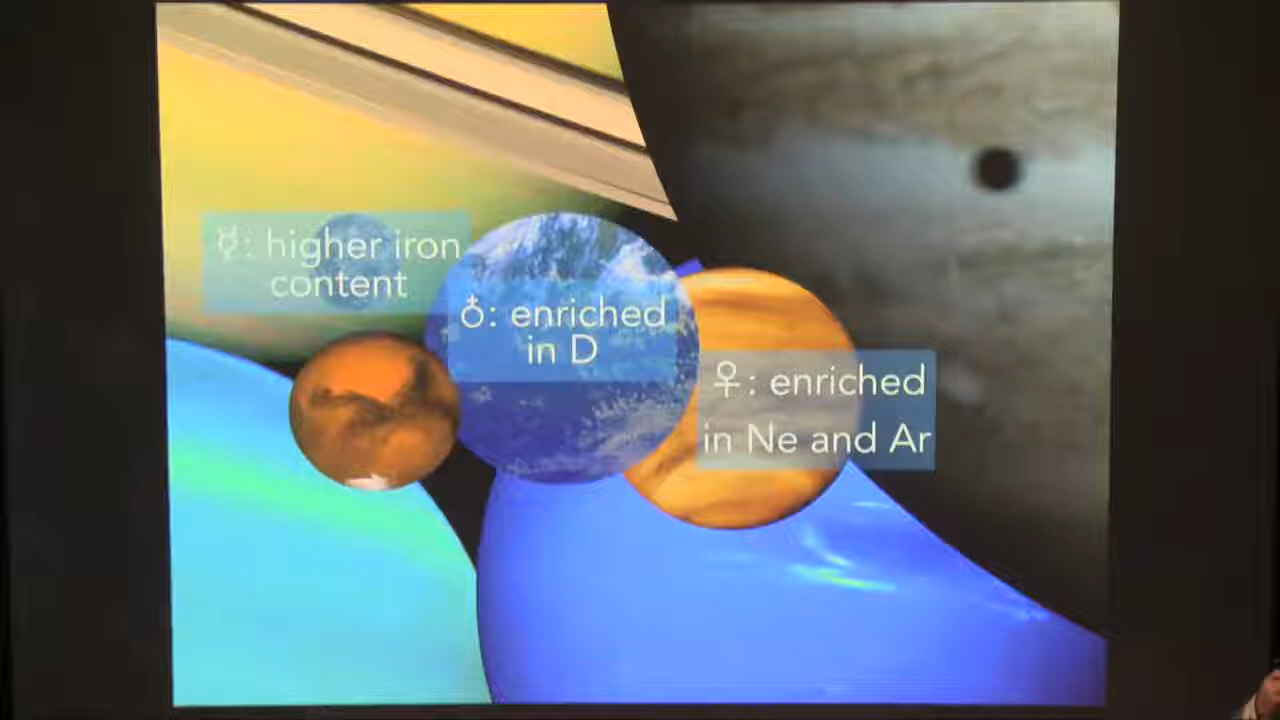 ☿: higher iron
content
♁: enriched
in D
♀: enriched
in Ne and Ar